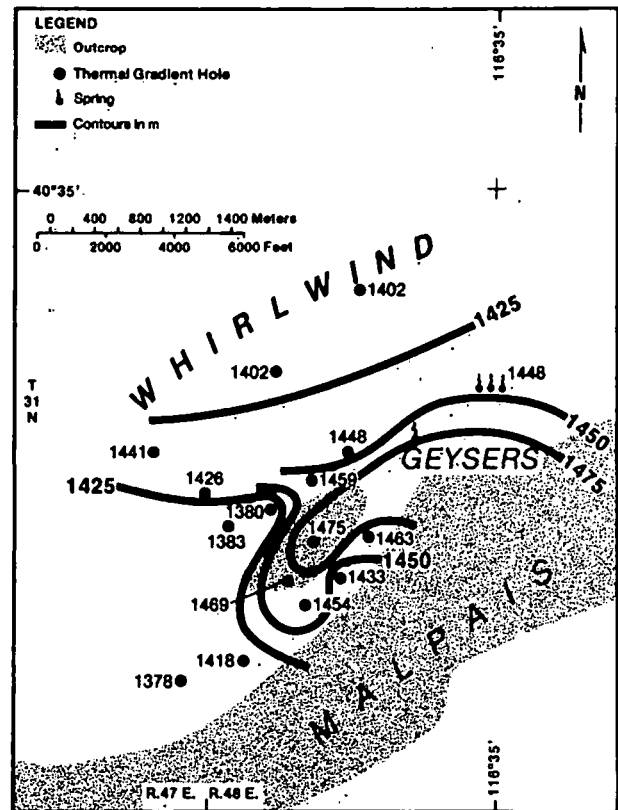 LEGEND
Outcrop
Thermal Gradient Hole
Spring
Contours in m
116°35'
N
40°35'
0 400 800 1200 1400 Meters
0 2000 4000 6000 Feet
WHIRLWIND
1402
1425
1402
T
31
N
1448
1441
1448
1450
GEYSERS
1475
1425
1426
1459
1380
1383
1475
1463
1450
1469
1433
1454
MALPAIS
1418
1378
R.47 E. R.48 E.
116°35'